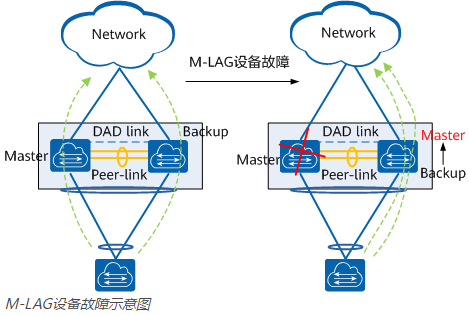 Network
Network
M-LAG设备故障
DAD link
Backup
Master
Peer-link
DAD link
Master
Master
Peer-link
Backup
M-LAG设备故障示意图